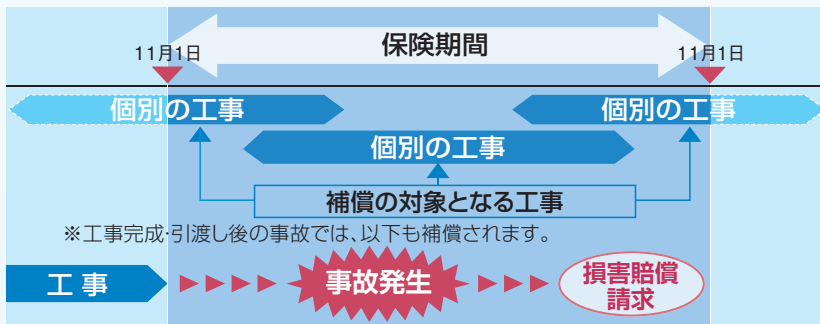 保険期間
11月1日
11月1日
個別の工事
個別の工事
個別の工事
補償の対象となる工事
※工事完成・引渡し後の事故では、以下も補償されます。
工事
事故発生
損害賠償
請求